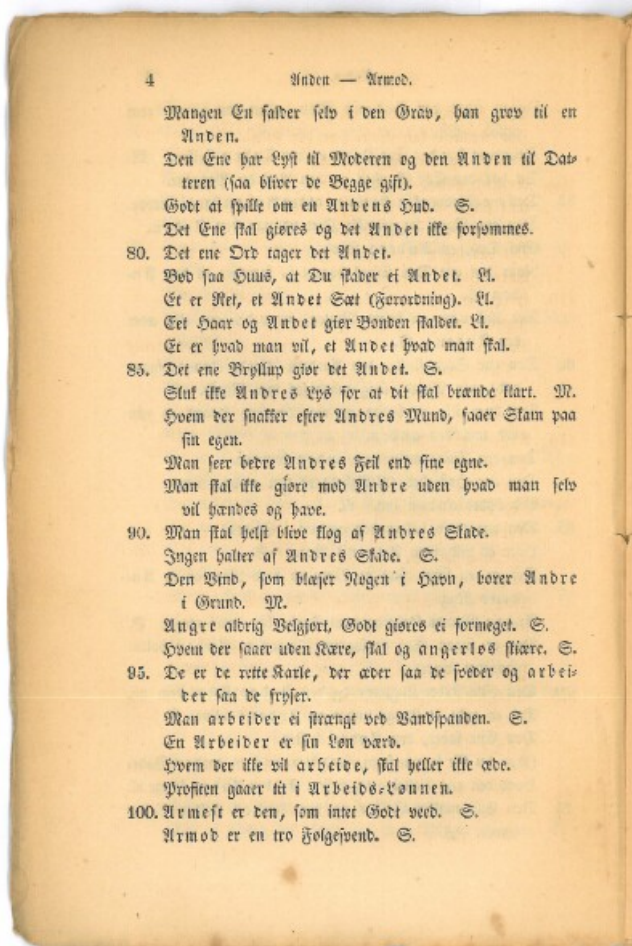 4 Anden — Armod.
Mangen En falder selv i den Grav, han grov til en
Anden.
Den Ene har Lyst til Moderen og den Anden til Dat-
teren (saa bliver de Begge gift).
Godt at spille om en Andens Hud. S.
Det Ene skal giøres og det Andet ikke forsømmes.
80. Det ene Ord tager det Andet.
Bød saa Huus, at Du skader ei Andet. Ll.
Et er Ret, et Andet Sæt (Forordning). Ll.
Eet Haar og Andet giør Bonden skaldet. Ll.
Et er hvad man vil, et Andet hvad man skal.
85. Det ene Bryllup giør det Andet. S.
Sluk ikke Andres Lys for at dit skal brænde klart. M.
Hvem der snakker efter Andres Mund, faaer Skam paa
sin egen.
Man seer bedre Andres Feil end sine egne.
Man skal ikke giøre mod Andre uden hvad man selv
vil hændes og have.
90. Man skal helst blive klog af Andres Skade.
Ingen halter af Andres Skade. S.
Den Vind, som blæser Nogen i Havn, borer Andre
i Grund. M.
Angre aldrig Velgjort, Godt giøres ei formeget. S.
Hvem der saaer uden Kære, skal og angerløs skiære. S.
95. De er de rette Karle, der æder saa de sveder og arbei-
der saa de fryser.
Man arbeider ei strængt ved Vandspanden. S.
En Arbeider er sin Løn værd.
Hvem der ikke vil arbeide, skal heller ikke æde.
Profiten gaaer tit i Arbeids-Lønnen.
100. Armest er den, som intet Godt veed. S.
Armod er en tro Følgesvend. S.